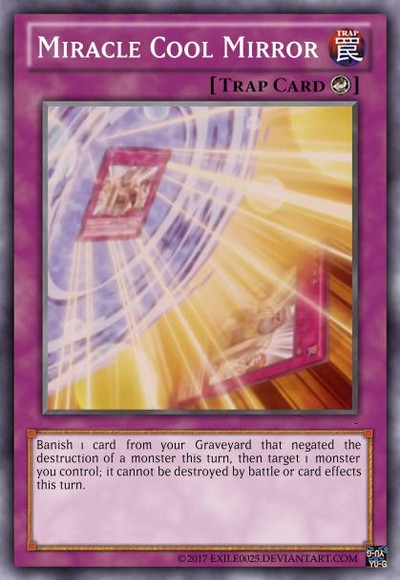 MIRACLE COOL MIRROR
TRAP
罠
[TRAP CARD]
Banish 1 card from your Graveyard that negated the
destruction of a monster this turn, then target 1 monster
you control; it cannot be destroyed by battle or card effects
this turn.
©2017 EXILE0025.DEVIANTART.COM